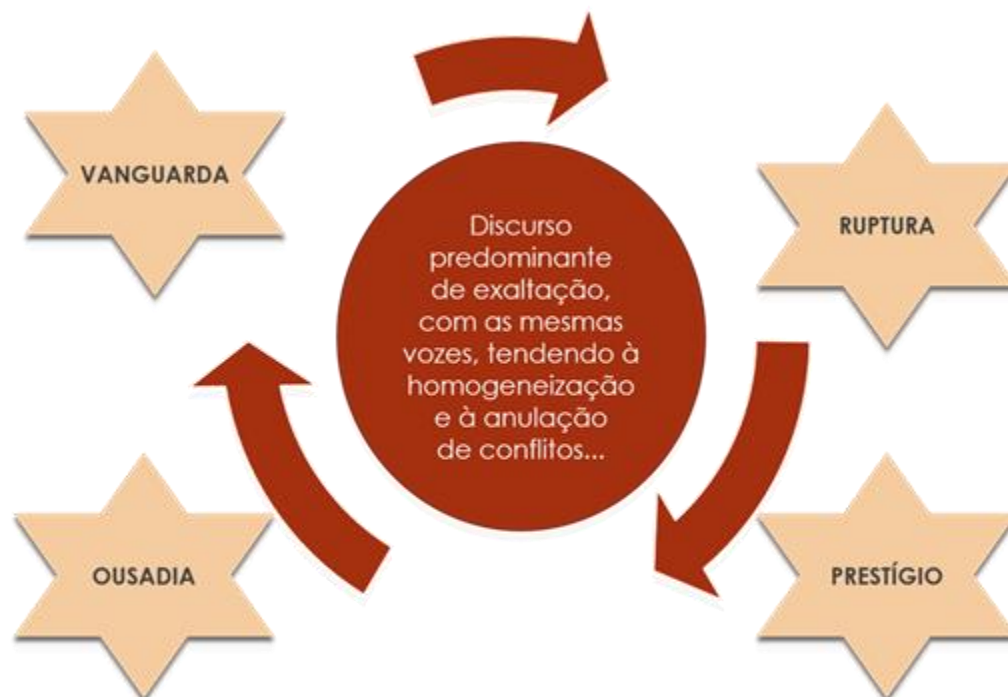 VANGUARDA
RUPTURA
Discurso
predominante
de exaltação,
com as mesmas
vozes, tendendo à
homogeneização
e à anulação
de conflitos...
OUSADIA
PRESTÍGIO